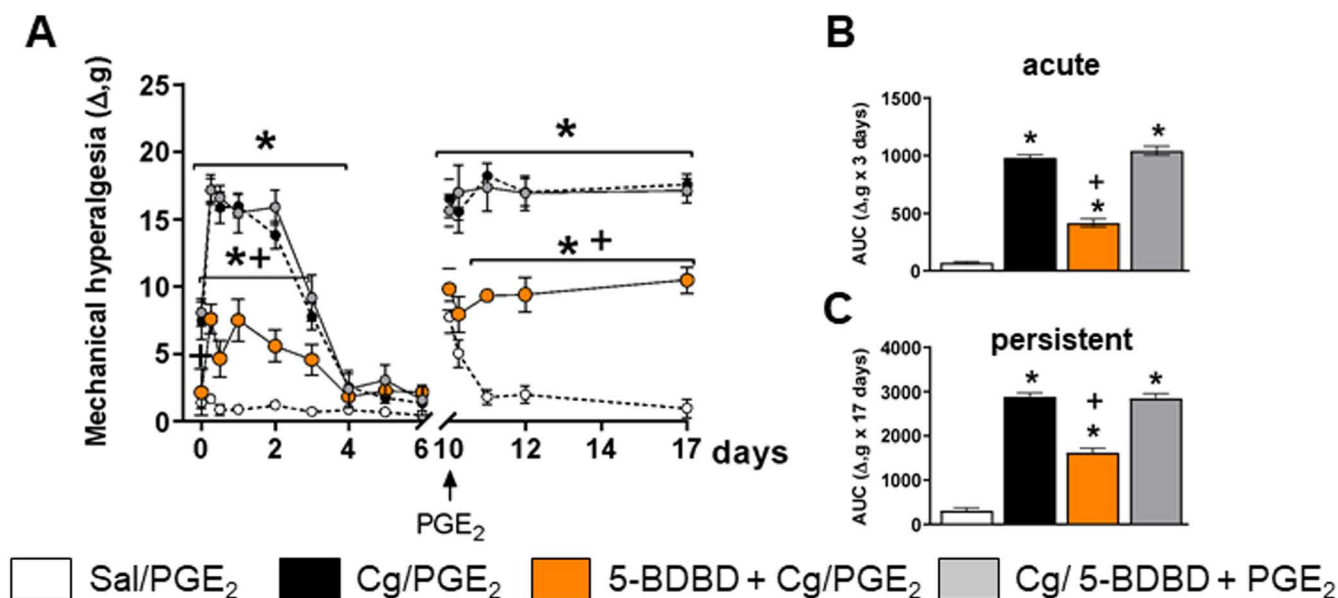 A
Mechanical hyperalgesia (Δ,g)
25
20
15
10
5
0
*
*+
+
*
* +
0 2 4 6 10 12 14 17 days
PGE₂
B
acute
AUC (Δ,g x 3 days)
1500
1000
500
0
*
+
*
*
C
persistent
AUC (Δ,g x 17 days)
4000
3000
2000
1000
0
*
+
*
*
Sal/PGE₂ Cg/PGE₂ 5-BDBD + Cg/PGE₂ Cg/ 5-BDBD + PGE₂